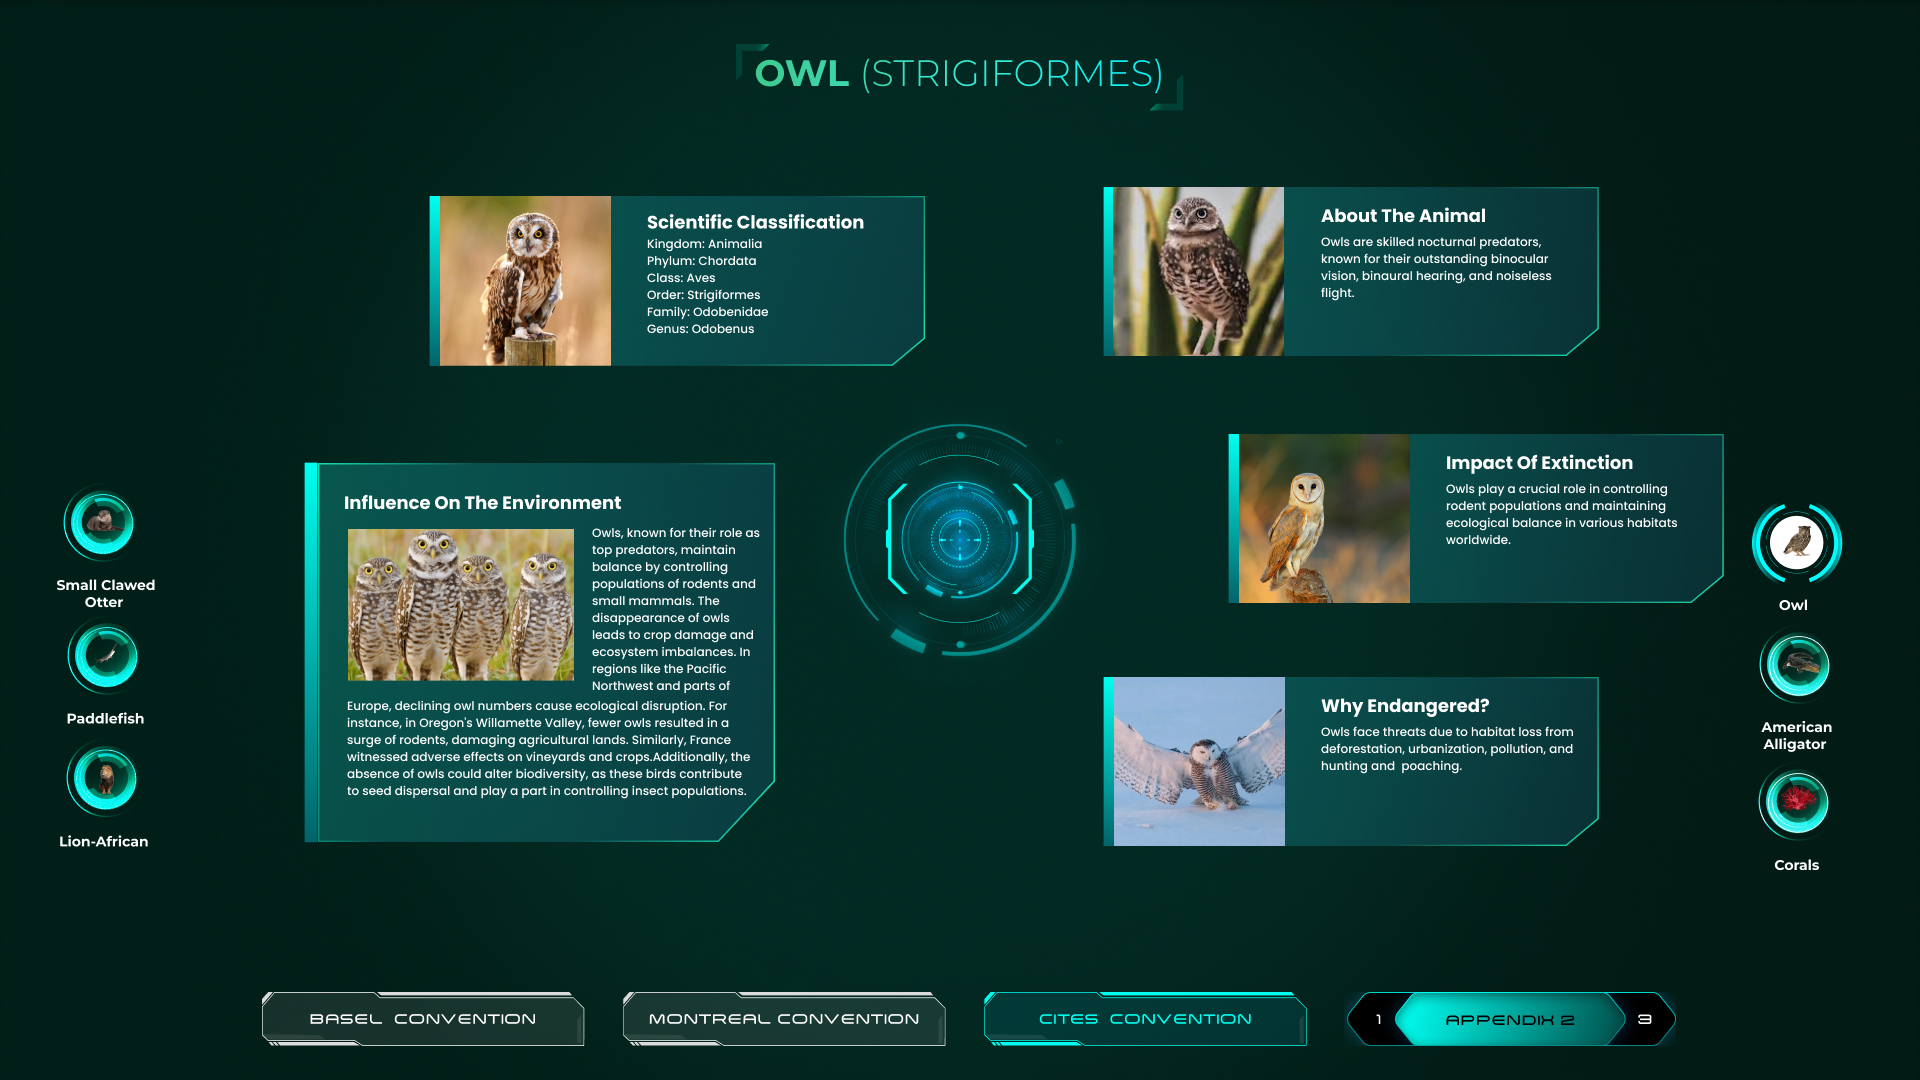 OWL (STRIGIFORMES)
Scientific Classification
Kingdom: Animalia
Phylum: Chordata
Class: Aves
Order: Strigiformes
Family: Odobenidae
Genus: Odobenus
About The Animal
Owls are skilled nocturnal predators,
known for their outstanding binocular
vision, binaural hearing, and noiseless
flight.
Influence On The Environment
Owls, known for their role as
top predators, maintain
balance by controlling
populations of rodents and
small mammals. The
disappearance of owls
leads to crop damage and
ecosystem imbalances. In
regions like the Pacific
Northwest and parts of
Europe, declining owl numbers cause ecological disruption. For
instance, in Oregon's Willamette Valley, fewer owls resulted in a
surge of rodents, damaging agricultural lands. Similarly, France
witnessed adverse effects on vineyards and crops.Additionally, the
absence of owls could alter biodiversity, as these birds contribute
to seed dispersal and play a part in controlling insect populations.
Impact Of Extinction
Owls play a crucial role in controlling
rodent populations and maintaining
ecological balance in various habitats
worldwide.
Why Endangered?
Owls face threats due to habitat loss from
deforestation, urbanization, pollution, and
hunting and  poaching.
Small Clawed
Otter
Paddlefish
Lion-African
Owl
American
Alligator
Corals
BASEL CONVENTION
MONTREAL CONVENTION
CITES CONVENTION
1
APPENDIX 2
3